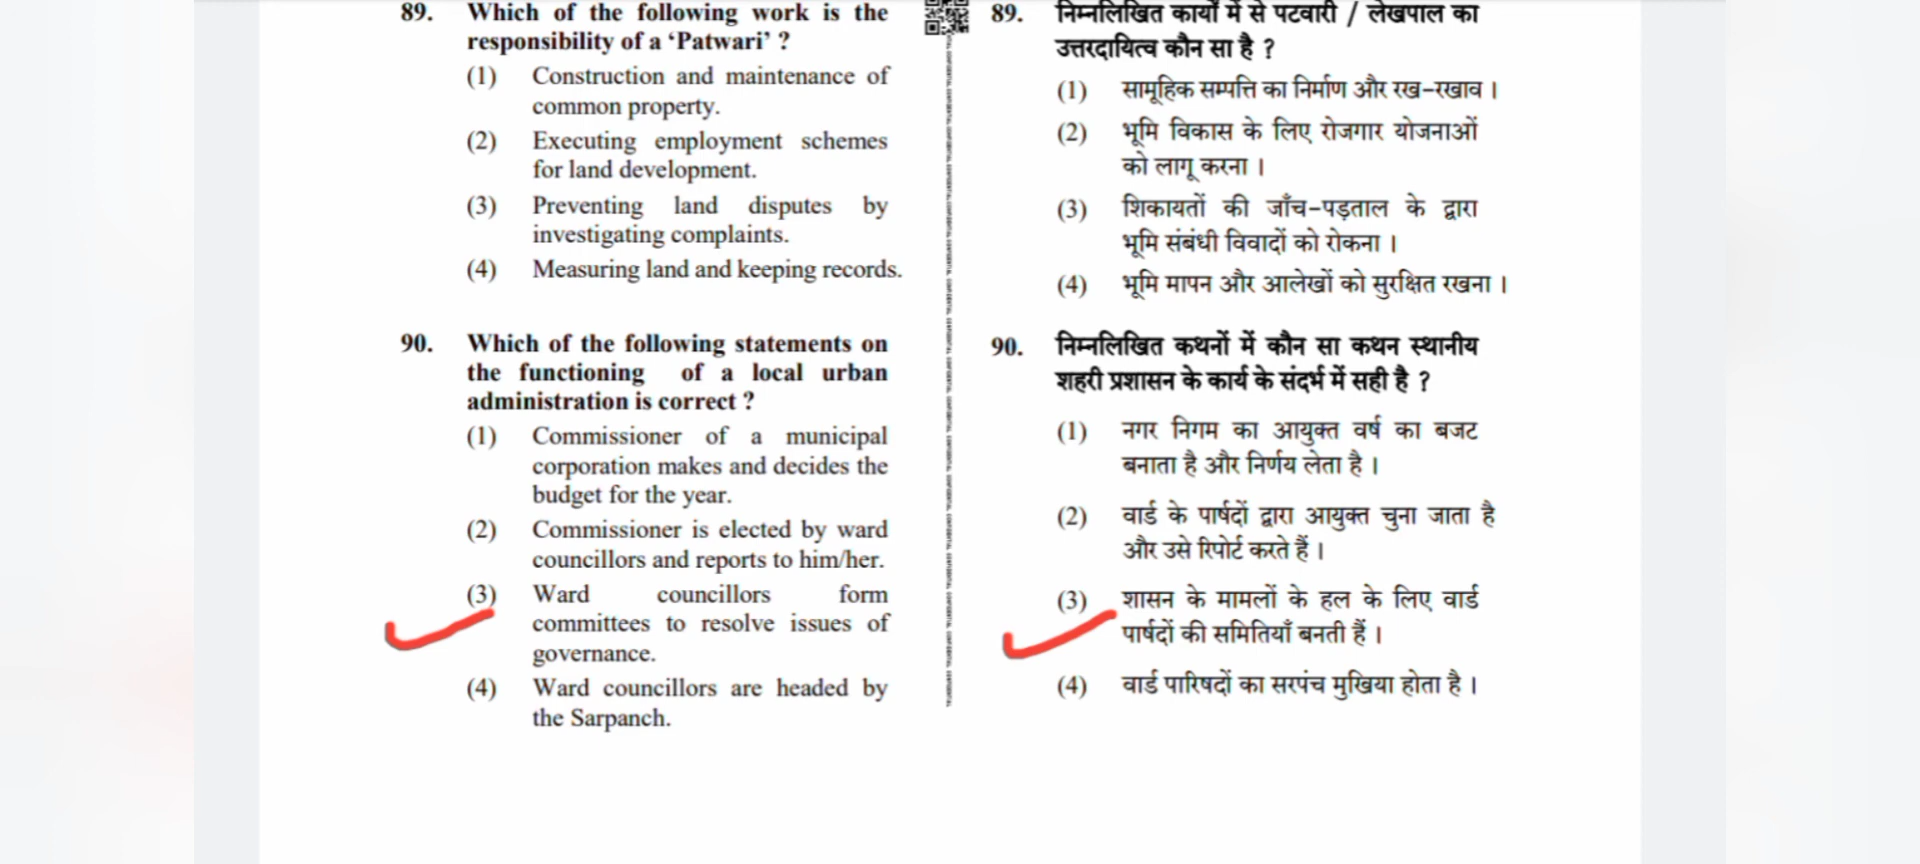 89. Which of the following work is the
responsibility of a ‘Patwari’ ?
(1) Construction and maintenance of
common property.
(2) Executing employment schemes
for land development.
(3) Preventing land disputes by
investigating complaints.
(4) Measuring land and keeping records.
90. Which of the following statements on
the functioning of a local urban
administration is correct ?
(1) Commissioner of a municipal
corporation makes and decides the
budget for the year.
(2) Commissioner is elected by ward
councillors and reports to him/her.
(3) Ward councillors form
committees to resolve issues of
governance.
(4) Ward councillors are headed by
the Sarpanch.
89. निम्नलिखित कार्यों में से पटवारी / लेखपाल का
उत्तरदायित्व कौन सा है ?
(1) सामूहिक सम्पत्ति का निर्माण और रख-रखाव ।
(2) भूमि विकास के लिए रोजगार योजनाओं
को लागू करना ।
(3) शिकायतों की जाँच-पड़ताल के द्वारा
भूमि संबंधी विवादों को रोकना ।
(4) भूमि मापन और आलेखों को सुरक्षित रखना ।
90. निम्नलिखित कथनों में कौन सा कथन स्थानीय
शहरी प्रशासन के कार्य के संदर्भ में सही है ?
(1) नगर निगम का आयुक्त वर्ष का बजट
बनाता है और निर्णय लेता है ।
(2) वार्ड के पार्षदों द्वारा आयुक्त चुना जाता है
और उसे रिपोर्ट करते हैं ।
(3) शासन के मामलों के हल के लिए वार्ड
पार्षदों की समितियाँ बनती हैं ।
(4) वार्ड पारिषदों का सरपंच मुखिया होता है ।